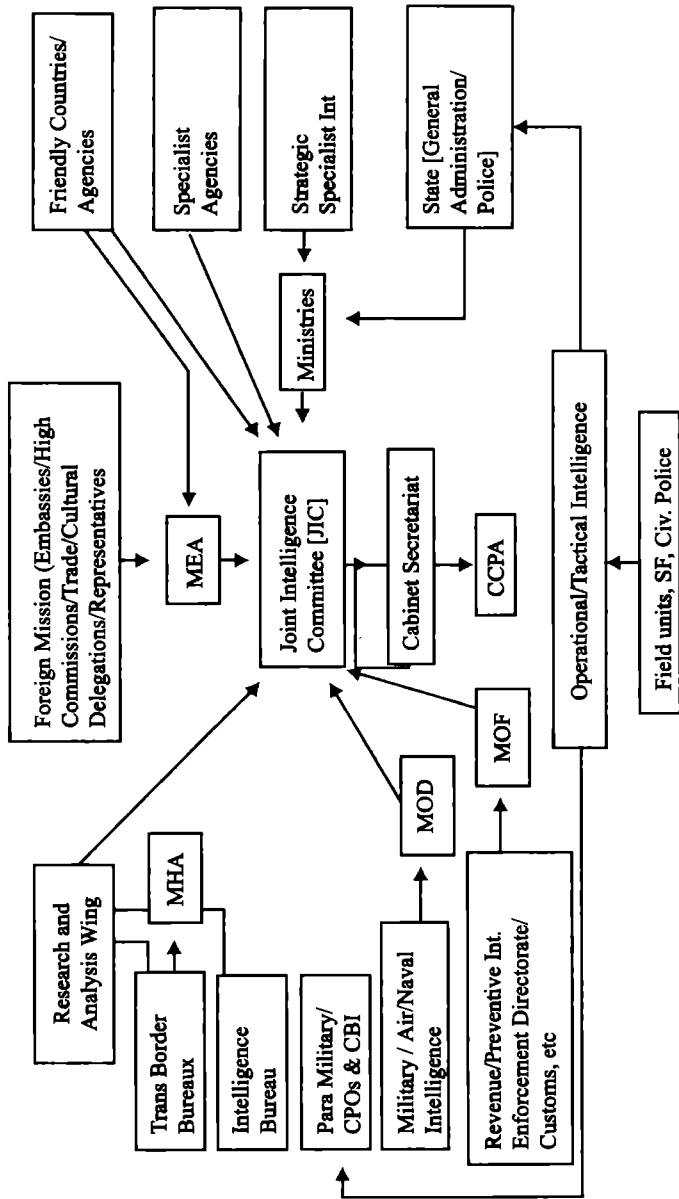 Foreign Mission (Embassies/High
Commissions/Trade/Cultural
Delegations/Representatives
Friendly Countries/
Agencies
Research and
Analysis Wing
MEA
Specialist
Agencies
Trans Border
Bureaux
MHA
Joint Intelligence
Committee [JIC]
Ministries
Strategic
Specialist Int
Intelligence
Bureau
Para Military/
CPOs & CBI
MOD
Cabinet Secretariat
State [General
Administration/
Police]
Military / Air/Naval
Intelligence
MOF
CCPA
Revenue/Preventive Int.
Enforcement Directorate/
Customs, etc
Operational/Tactical Intelligence
Field units, SF, Civ. Police